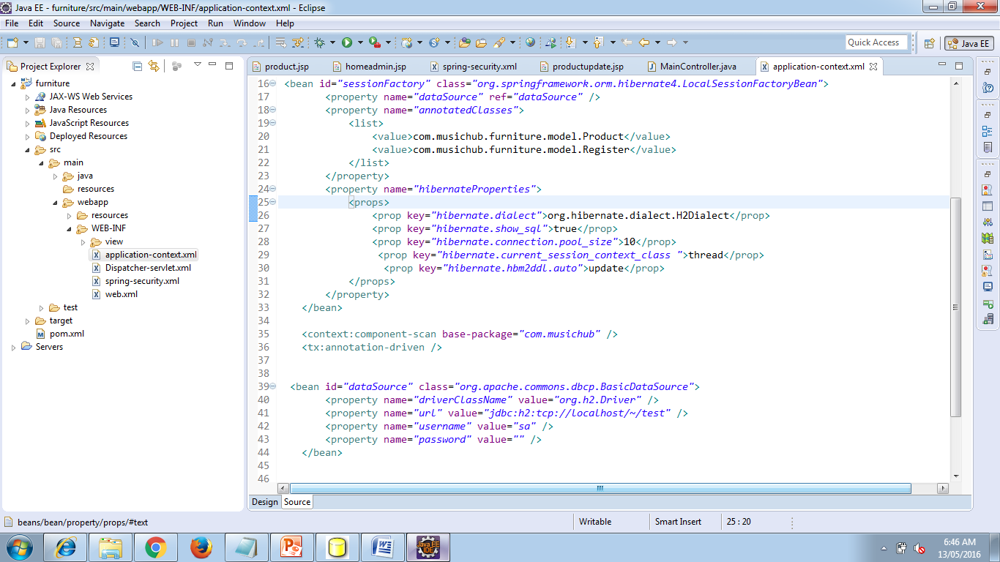 Java EE - furniture/src/main/webapp/WEB-INF/application-context.xml - Eclipse
File Edit Source Navigate Search Project Run Window Help
Quick Access
Java EE
Project Explorer
furniture
JAX-WS Web Services
Java Resources
JavaScript Resources
Deployed Resources
src
main
java
resources
webapp
resources
WEB-INF
view
application-context.xml
Dispatcher-servlet.xml
spring-security.xml
web.xml
test
target
pom.xml
Servers
product.jsp homeadmin.jsp spring-security.xml productupdate.jsp MainController.java application-context.xml
16 <bean id="sessionFactory" class="org.springframework.orm.hibernate4.LocalSessionFactoryBean">
17 <property name="dataSource" ref="dataSource" />
18 <property name="annotatedClasses">
19 <list>
20 <value>com.musichub.furniture.model.Product</value>
21 <value>com.musichub.furniture.model.Register</value>
22 </list>
23 </property>
24 <property name="hibernateProperties">
25 <props>
26 <prop key="hibernate.dialect">org.hibernate.dialect.H2Dialect</prop>
27 <prop key="hibernate.show_sql">true</prop>
28 <prop key="hibernate.connection.pool_size">10</prop>
29 <prop key="hibernate.current_session_context_class ">thread</prop>
30 <prop key="hibernate.hbm2ddl.auto">update</prop>
31 </props>
32 </property>
33 </bean>
34
35 <context:component-scan base-package="com.musichub" />
36 <tx:annotation-driven />
37
38
39 <bean id="dataSource" class="org.apache.commons.dbcp.BasicDataSource">
40 <property name="driverClassName" value="org.h2.Driver" />
41 <property name="url" value="jdbc:h2:tcp://localhost/~/test" />
42 <property name="username" value="sa" />
43 <property name="password" value="" />
44 </bean>
45
46
Design Source
beans/bean/property/props/#text
Writable
Smart Insert
25 : 20
Java EE
IDE
6:46 AM
13/05/2016